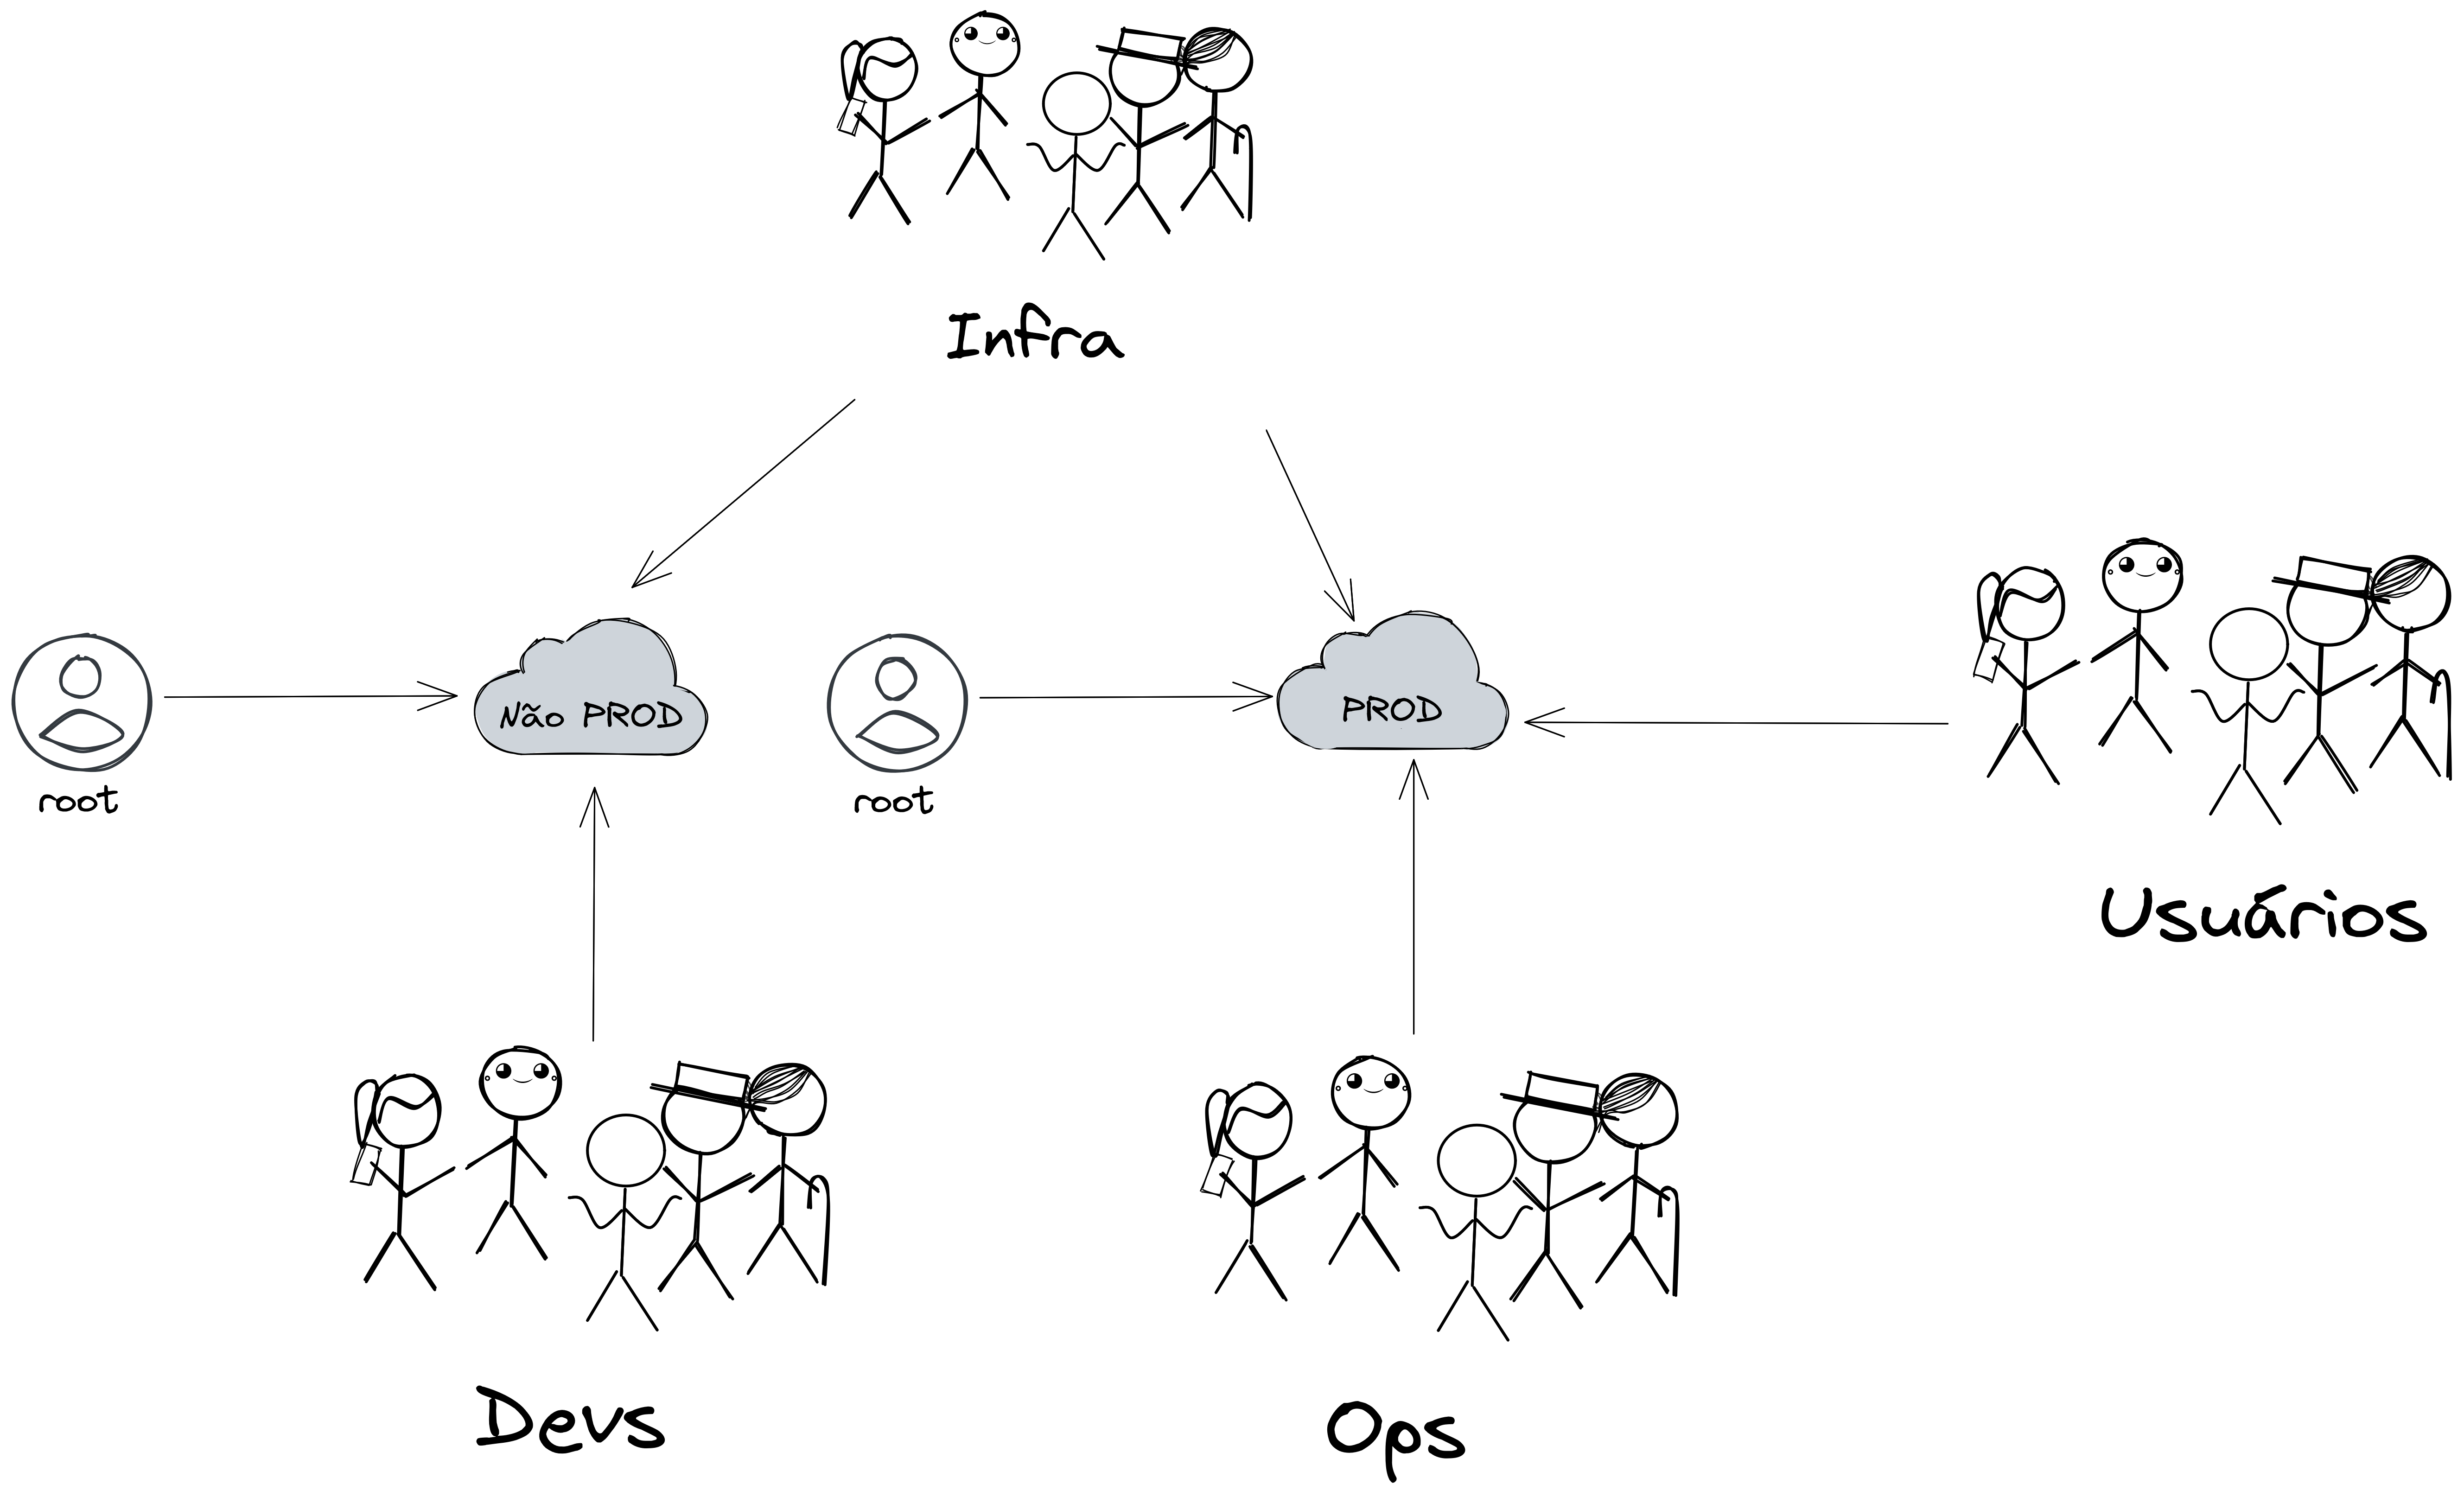 Infra
Não PROD
PROD
root
root
Usuários
Devs
Ops